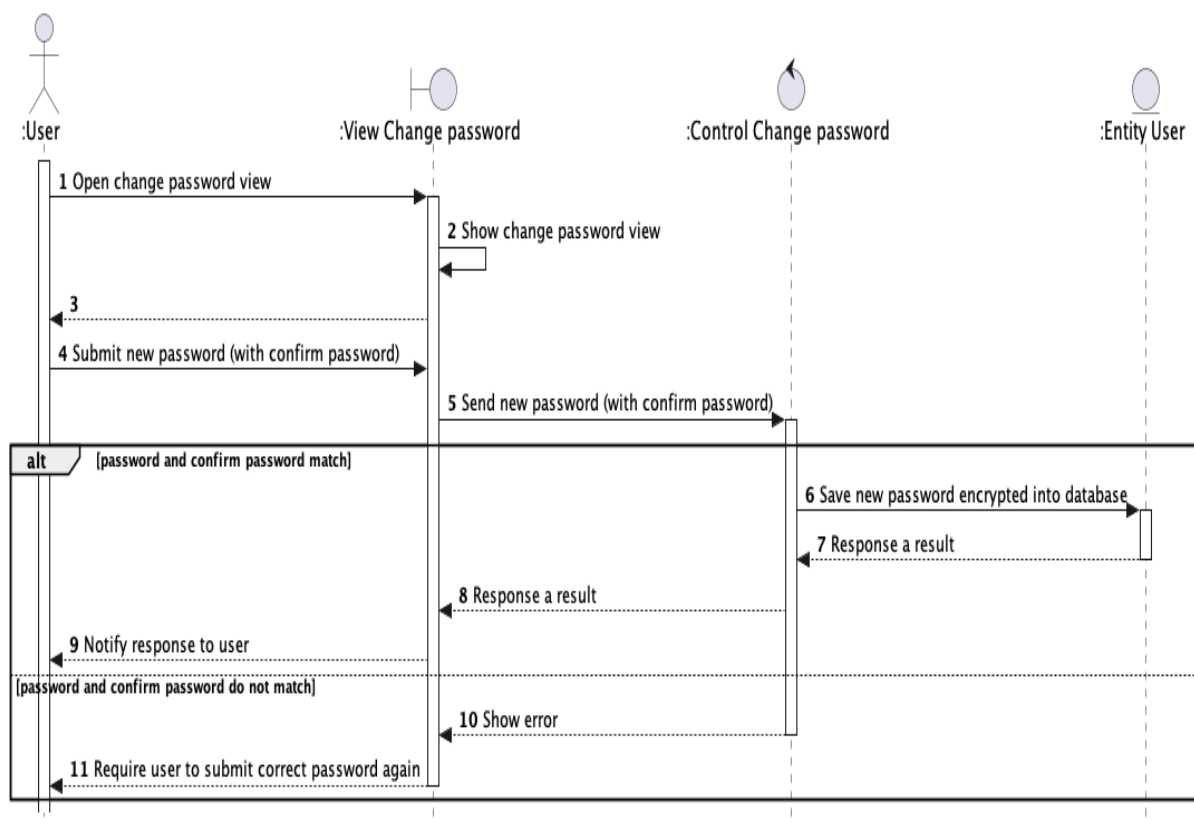 :User
:View Change password
:Control Change password
:Entity User
1 Open change password view
2 Show change password view
3
4 Submit new password (with confirm password)
5 Send new password (with confirm password)
alt
[password and confirm password match]
6 Save new password encrypted into database
7 Response a result
8 Response a result
9 Notify response to user
[password and confirm password do not match]
10 Show error
11 Require user to submit correct password again